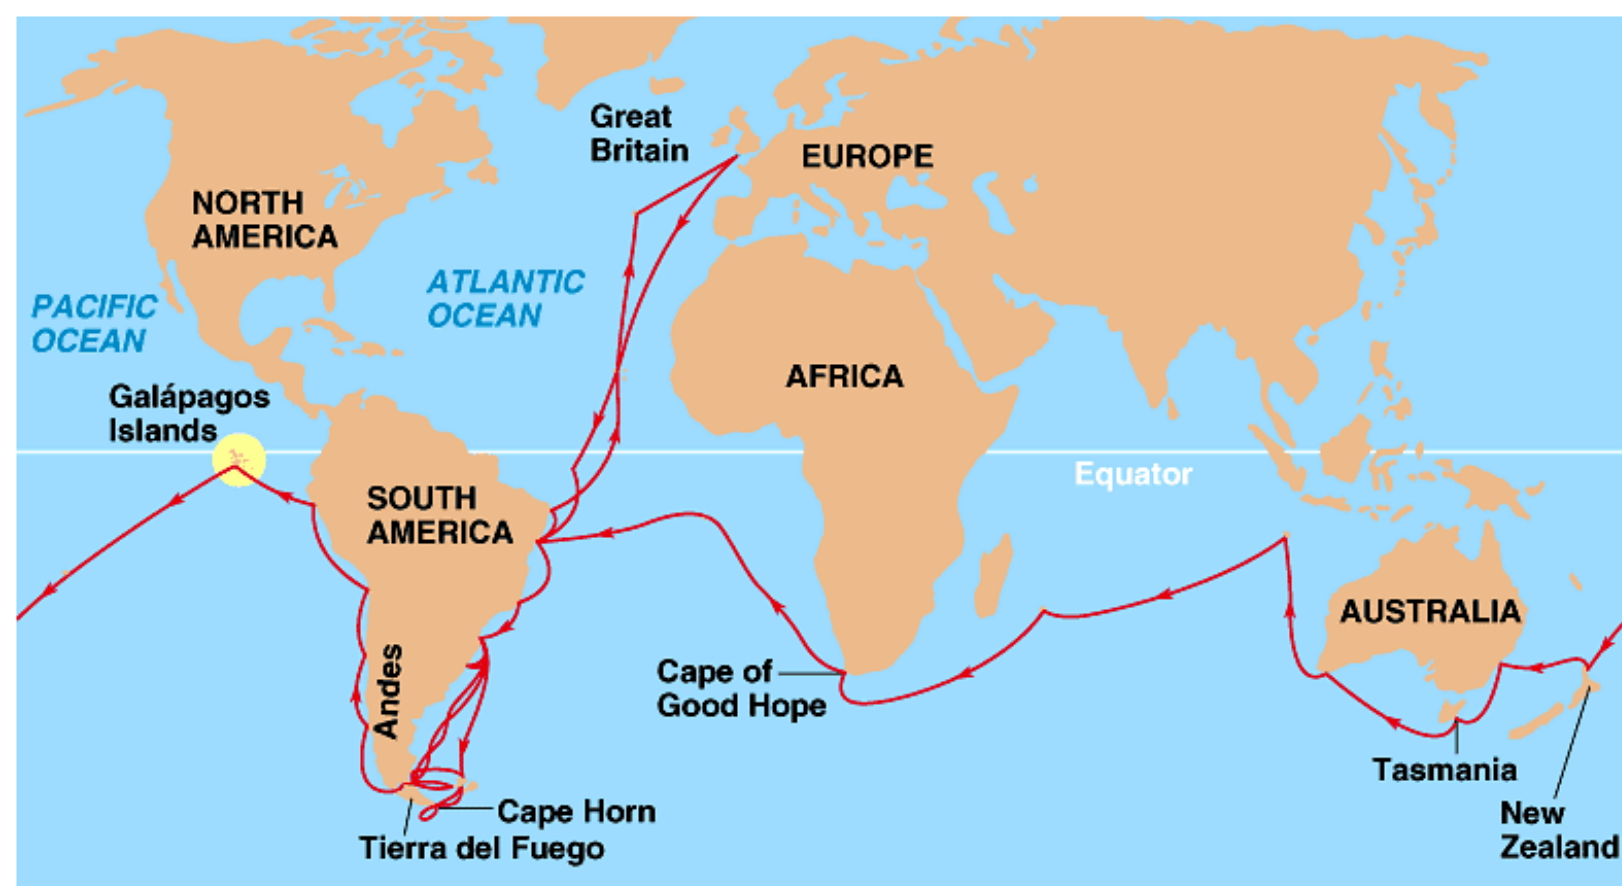 Great
Britain
EUROPE
NORTH
AMERICA
ATLANTIC
OCEAN
PACIFIC
OCEAN
AFRICA
Galápagos
Islands
Equator
SOUTH
AMERICA
AUSTRALIA
Andes
Cape of
Good Hope
Tasmania
Cape Horn
New
Zealand
Tierra del Fuego